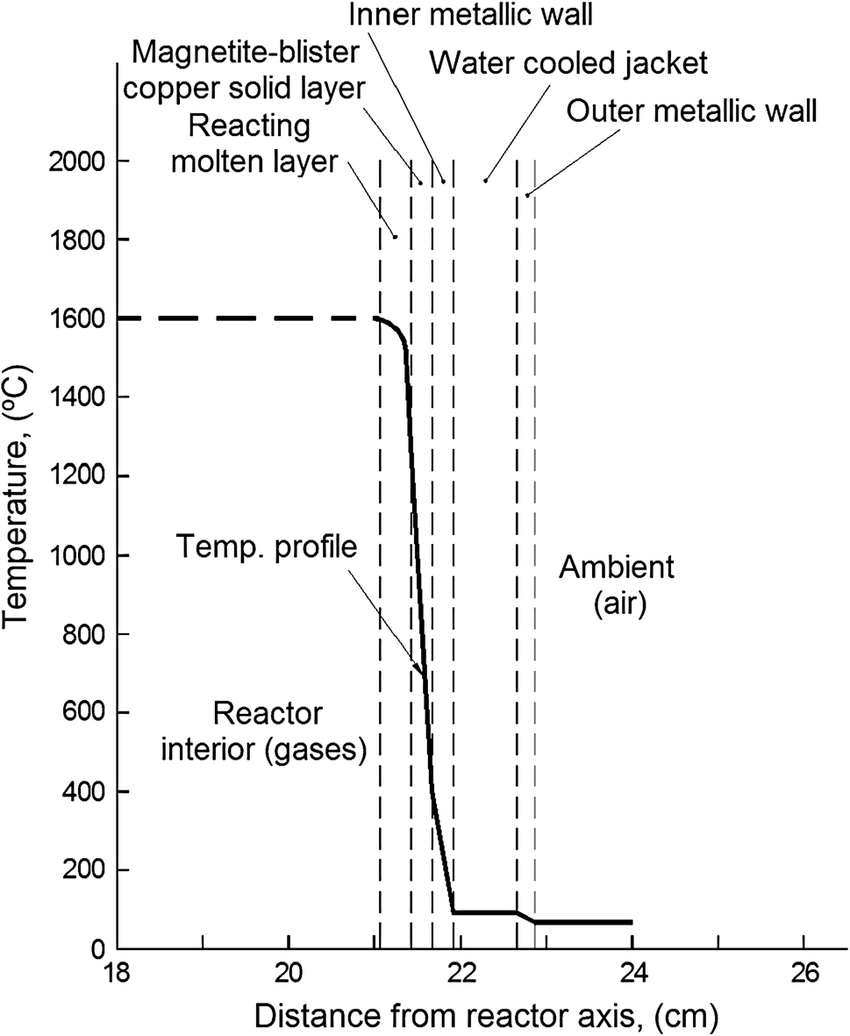 Inner metallic wall
Magnetite-blister
copper solid layer
Water cooled jacket
Reacting
molten layer
Outer metallic wall
2000
1800
1600
1400
1200
1000
800
600
400
200
0
Temperature, (ºC)
Temp. profile
Ambient
(air)
Reactor
interior (gases)
18
20
22
24
26
Distance from reactor axis, (cm)